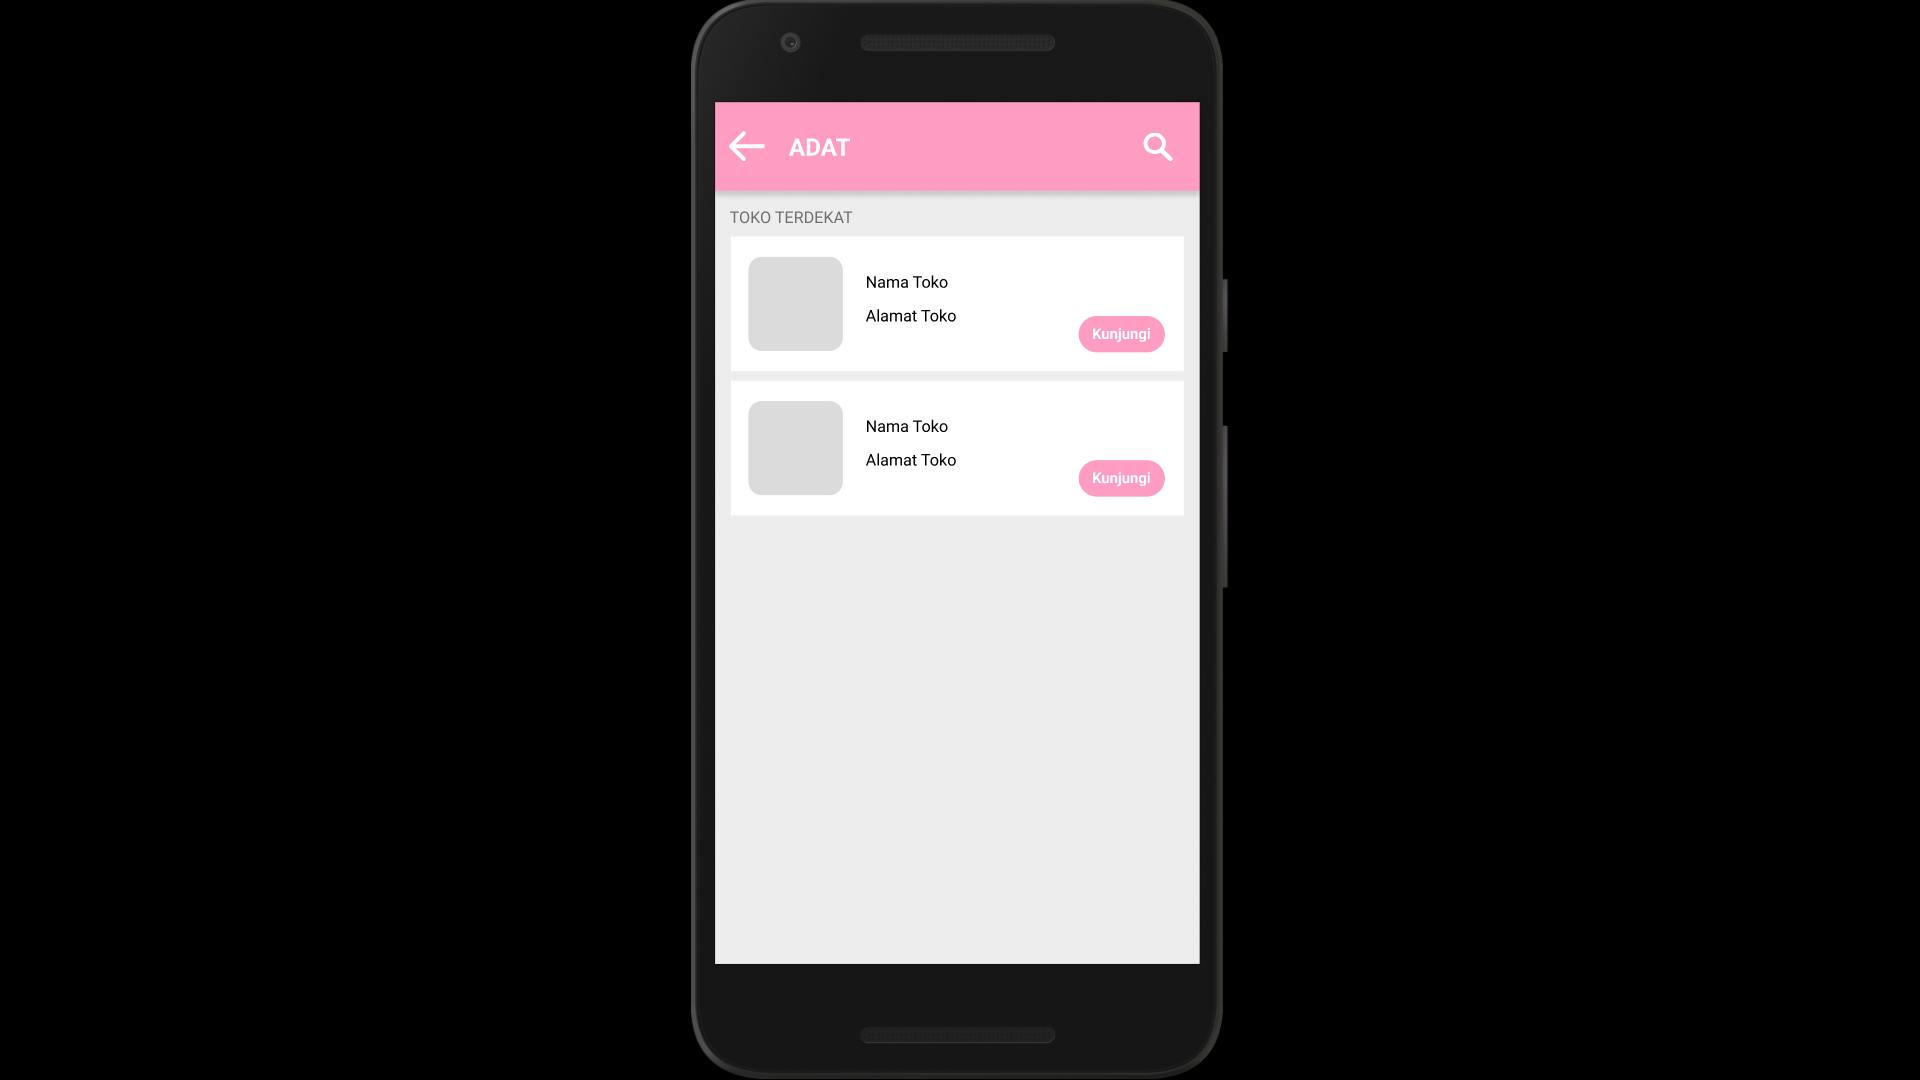 ADAT
TOKO TERDEKAT
Nama Toko
Alamat Toko
Kunjungi
Nama Toko
Alamat Toko
Kunjungi